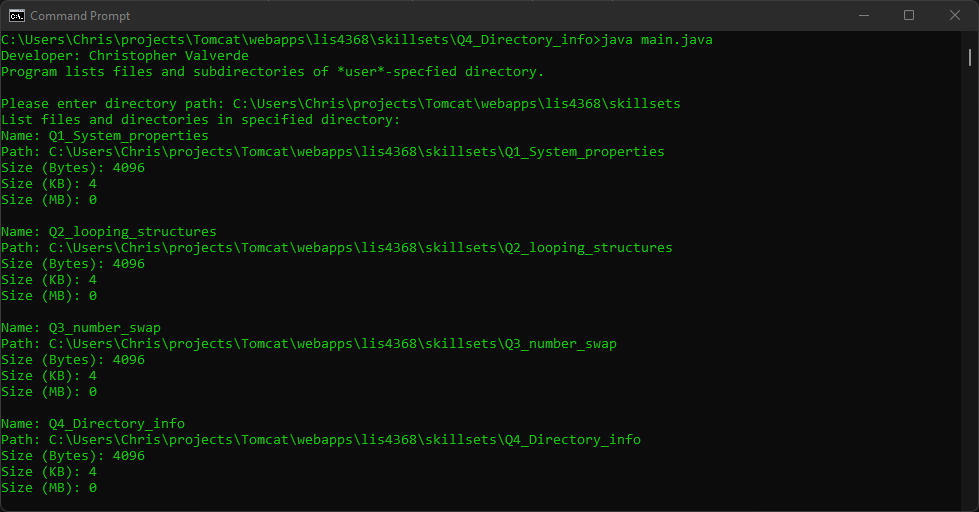 Command Prompt
C:\Users\Chris\projects\Tomcat\webapps\lis4368\skillsets\Q4_Directory_info>java main.java
Developer: Christopher Valverde
Program lists files and subdirectories of *user*-specfied directory.
Please enter directory path: C:\Users\Chris\projects\Tomcat\webapps\lis4368\skillsets
List files and directories in specified directory:
Name: Q1_System_properties
Path: C:\Users\Chris\projects\Tomcat\webapps\lis4368\skillsets\Q1_System_properties
Size (Bytes): 4096
Size (KB): 4
Size (MB): 0
Name: Q2_looping_structures
Path: C:\Users\Chris\projects\Tomcat\webapps\lis4368\skillsets\Q2_looping_structures
Size (Bytes): 4096
Size (KB): 4
Size (MB): 0
Name: Q3_number_swap
Path: C:\Users\Chris\projects\Tomcat\webapps\lis4368\skillsets\Q3_number_swap
Size (Bytes): 4096
Size (KB): 4
Size (MB): 0
Name: Q4_Directory_info
Path: C:\Users\Chris\projects\Tomcat\webapps\lis4368\skillsets\Q4_Directory_info
Size (Bytes): 4096
Size (KB): 4
Size (MB): 0